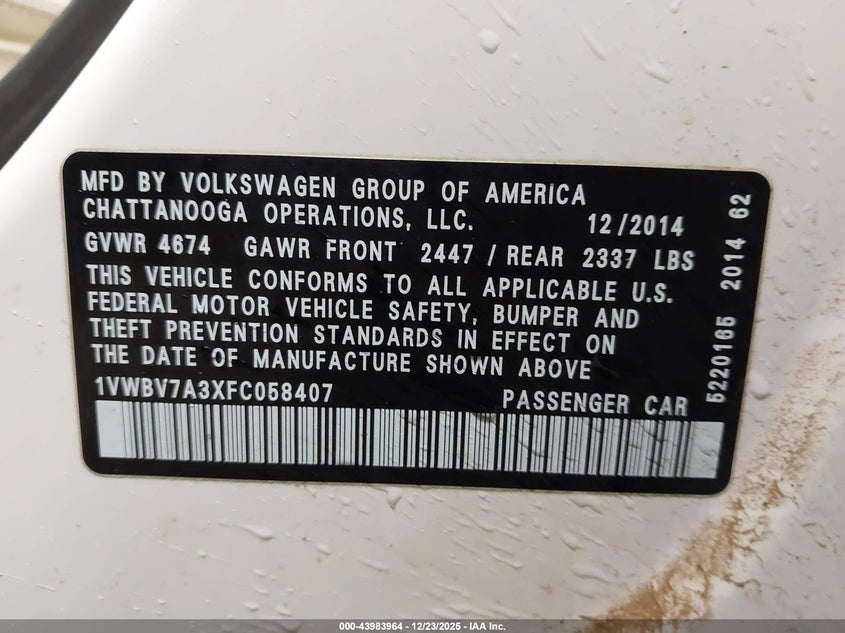 MFD BY VOLKSWAGEN GROUP OF AMERICA
CHATTANOOGA OPERATIONS, LLC. 12/2014
GVWR 4674 GAWR FRONT 2447 / REAR 2337 LBS
THIS VEHICLE CONFORMS TO ALL APPLICABLE U.S.
FEDERAL MOTOR VEHICLE SAFETY, BUMPER AND
THEFT PREVENTION STANDARDS IN EFFECT ON
THE DATE OF MANUFACTURE SHOWN ABOVE
1VWBV7A3XFC058407 PASSENGER CAR
5220165 2014 62
000-43983964 - 12/23/2025 - IAA Inc.